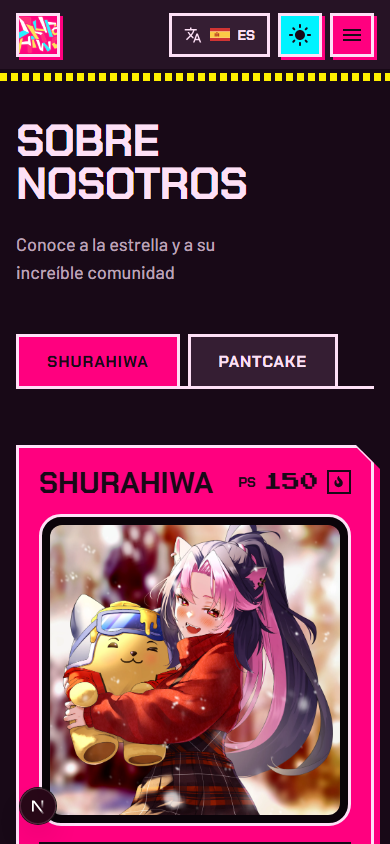 ES
SOBRE
NOSOTROS
Conoce a la estrella y a su
increíble comunidad
SHURAHIWA
PANTCAKE
SHURAHIWA
PS 150
N